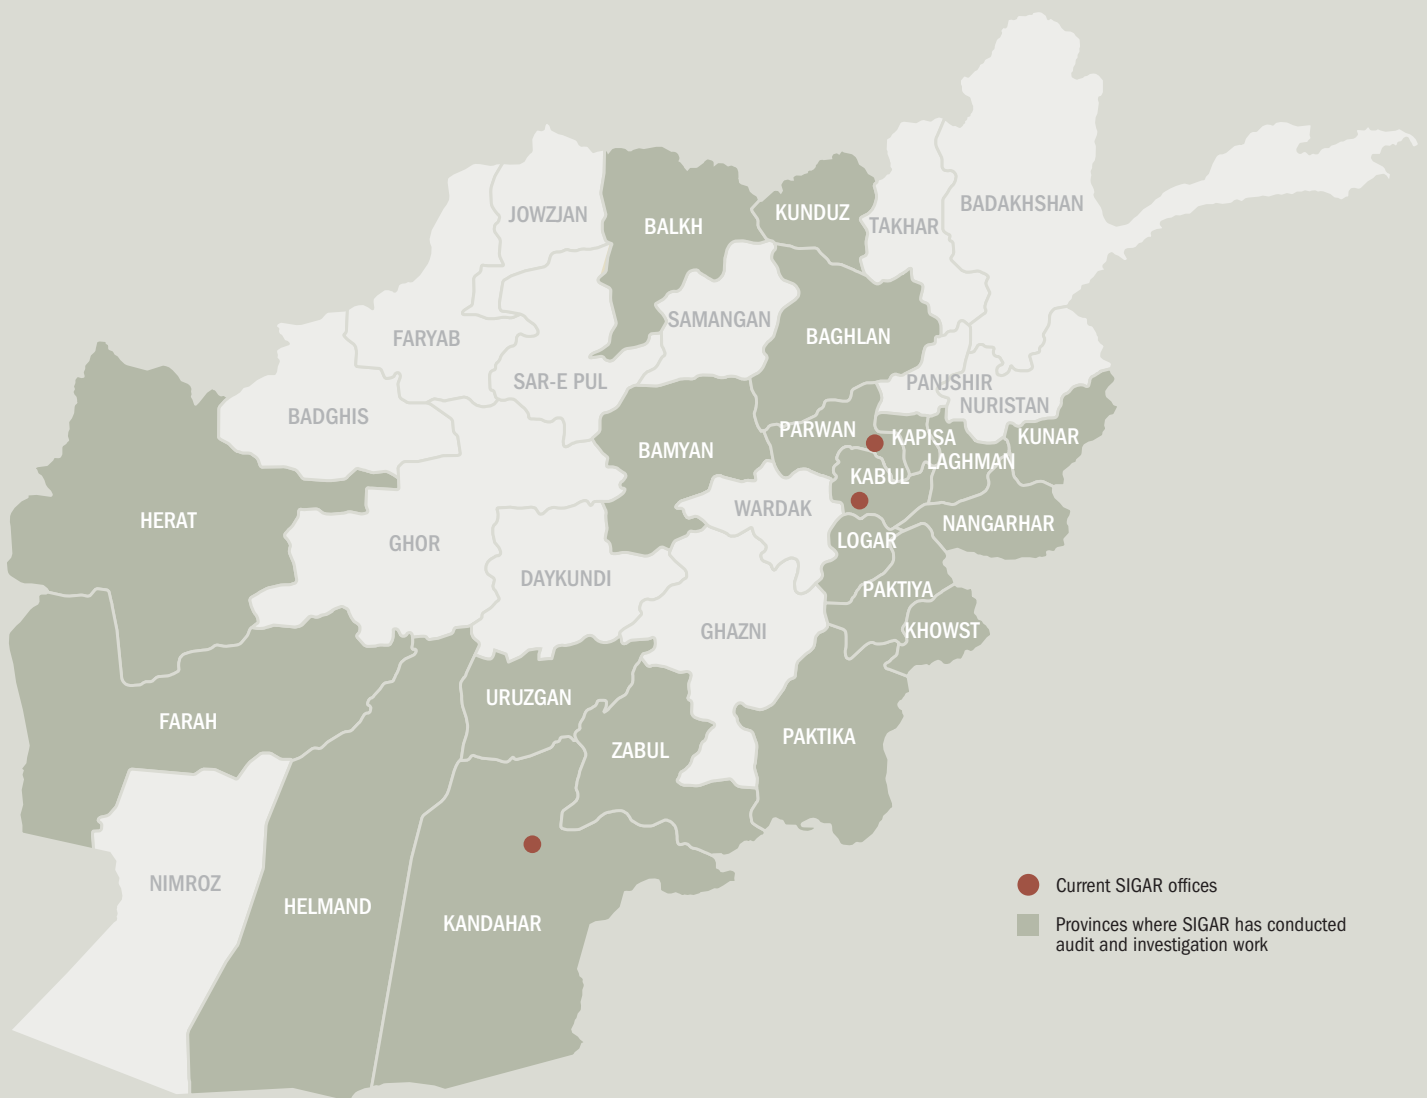 JOWZJAN
BALKH
KUNDUZ
TAKHAR
BADAKHSHAN
FARYAB
SAMANGAN
BAGHLAN
SAR-E PUL
PANJSHIR
NURISTAN
BADGHIS
BAMYAN
PARWAN
KAPISA
KUNAR
LAGHMAN
KABUL
HERAT
WARDAK
NANGARHAR
GHOR
LOGAR
DAYKUNDI
PAKTIYA
GHAZNI
KHOWST
URUZGAN
FARAH
ZABUL
PAKTIKA
NIMROZ
HELMAND
KANDAHAR
Current SIGAR offices
Provinces where SIGAR has conducted
audit and investigation work